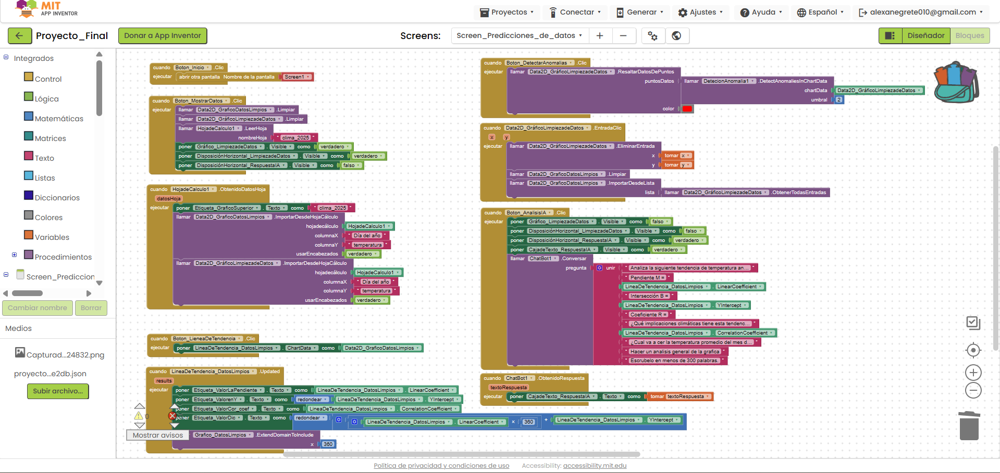 MIT
APP INVENTOR
Proyectos
Conectar
Generar
Ajustes
Ayuda
Español
alexanegrete010@gmail.com
Proyecto_Final
Donar a App Inventor
Screens:
Screen_Predicciones_de_datos
Diseñador
Bloques
Integrados
Control
Lógica
Matemáticas
Matrices
Texto
Listas
Diccionarios
Colores
Variables
Procedimientos
Screen_Prediccion
Cambiar nombre
Borrar
Medios
Capturad...24832.png
proyecto...e2db.json
Subir archivo...
cuando Boton_Inicio .Clic
ejecutar abrir otra pantalla Nombre de la pantalla Screen1
cuando Boton_MostrarDatos .Clic
ejecutar llamar Data2D_GraficoDatosLimpios .Limpiar
llamar Data2D_GráficoLimpiezadeDatos .Limpiar
llamar HojadeCalculo1 .LeerHoja
nombreHoja " clima_2025 "
poner Gráfico_LimpiezadeDatos . Visible como verdadero
poner DisposiciónHorizontal_LimpiezadeDatos . Visible como verdadero
poner DisposiciónHorizontal_RespuestaIA . Visible como falso
cuando HojadeCalculo1 .ObtenidoDatosHoja
datosHoja
ejecutar poner Etiqueta_GraficoSuperior . Texto como " clima_2025 "
llamar Data2D_GraficoDatosLimpios .ImportarDesdeHojaCálculo
hojadecálculo HojadeCalculo1
columnaX " Día del año "
columnaY " temperatura "
usarEncabezados verdadero
llamar Data2D_GráficoLimpiezadeDatos .ImportarDesdeHojaCálculo
hojadecálculo HojadeCalculo1
columnaX " Día del año "
columnaY " temperatura "
usarEncabezados verdadero
cuando Boton_LieneaDeTendencia .Clic
ejecutar poner LineaDeTendencia_DatosLimpios . ChartData como Data2D_GraficoDatosLimpios
cuando LineaDeTendencia_DatosLimpios .Updated
results
ejecutar poner Etiqueta_ValorLaPendiente . Texto como LineaDeTendencia_DatosLimpios . LinearCoefficient
poner Etiqueta_ValorenY . Texto como redondear LineaDeTendencia_DatosLimpios . YIntercept
poner Etiqueta_ValorCor_coef . Texto como LineaDeTendencia_DatosLimpios . CorrelationCoefficient
poner Etiqueta_ValorDic . Texto como redondear LineaDeTendencia_DatosLimpios . LinearCoefficient × 360 + LineaDeTendencia_DatosLimpios . YIntercept
Grafico_DatosLimpios .ExtendDomainToInclude
x 360
0
Mostrar avisos
cuando Boton_DetectarAnomalias .Clic
ejecutar llamar Data2D_GráficoLimpiezadeDatos .ResaltarDatosDePuntos
puntosDatos llamar DetecionAnomalia1 .DetectAnomaliesInChartData
chartData Data2D_GráficoLimpiezadeDatos
umbral 2
color
cuando Data2D_GráficoLimpiezadeDatos .EntradaClic
x y
ejecutar llamar Data2D_GráficoLimpiezadeDatos .EliminarEntrada
x tomar x
y tomar y
llamar Data2D_GraficoDatosLimpios .Limpiar
llamar Data2D_GraficoDatosLimpios .ImportarDesdeLista
lista llamar Data2D_GráficoLimpiezadeDatos .ObtenerTodasEntradas
cuando Boton_AnalisisIA .Clic
ejecutar poner Gráfico_LimpiezadeDatos . Visible como falso
poner DisposiciónHorizontal_LimpiezadeDatos . Visible como falso
poner DisposiciónHorizontal_RespuestaIA . Visible como verdadero
poner CajadeTexto_RespuestaIA . Visible como verdadero
llamar ChatBot1 .Conversar
pregunta unir " Analiza la siguiente tendencia de temperatura an... "
" Pendiente M = "
LineaDeTendencia_DatosLimpios . LinearCoefficient
" Intersección B = "
LineaDeTendencia_DatosLimpios . YIntercept
" Coeficiente R = "
" ¿Qué implicaciones climáticas tiene esta tendenc... "
LineaDeTendencia_DatosLimpios . CorrelationCoefficient
" ¿Cual va a cer la temperatura promedio del mes d... "
" Hacer un analisis general de la grafica "
" Escrubelo en menos de 300 palabras. "
cuando ChatBot1 .ObtenidoRespuesta
textoRespuesta
ejecutar poner CajadeTexto_RespuestaIA . Texto como tomar textoRespuesta
Política de privacidad y condiciones de uso
Accessibility: accessibility.mit.edu